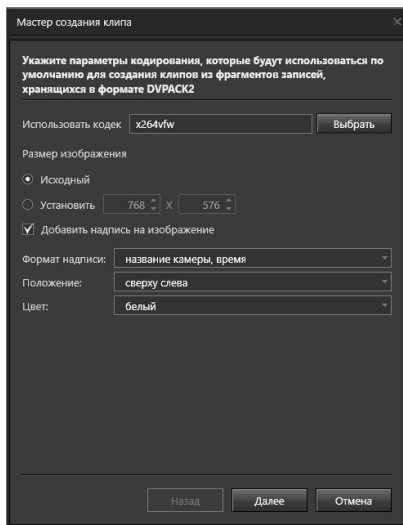 Мастер создания клипа
Укажите параметры кодирования, которые будут использоваться по
умолчанию для создания клипов из фрагментов записей,
хранящихся в формате DVPACK2
Использовать кодек x264vfw Выбрать
Размер изображения
Исходный
Установить 768 X 576
Добавить надпись на изображение
Формат надписи: название камеры, время
Положение: сверху слева
Цвет: белый
Назад Далее Отмена